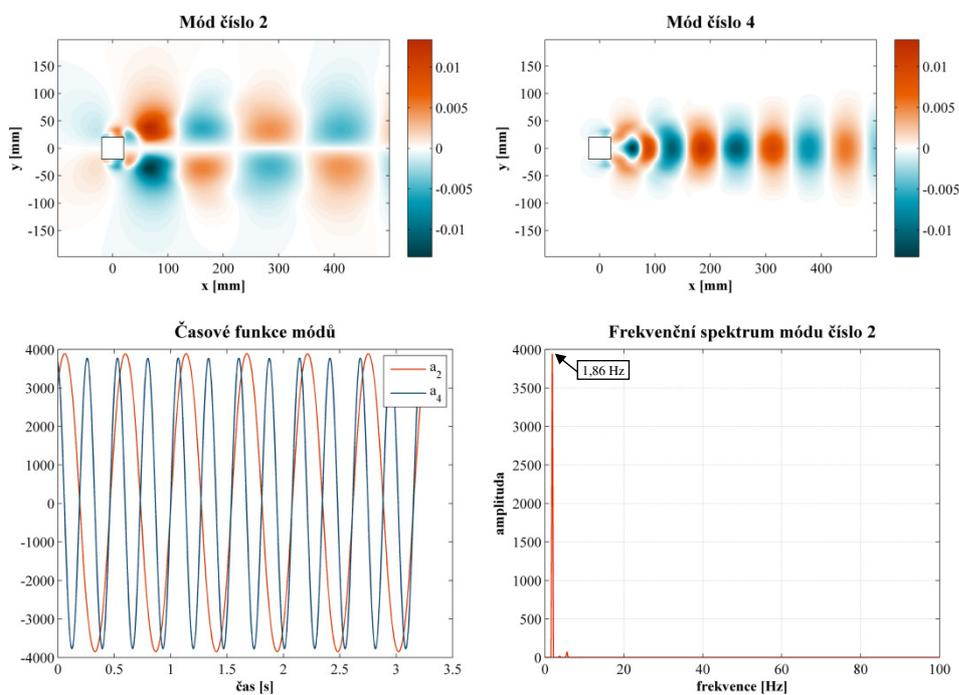 Mód číslo 2
Mód číslo 4
150
100
50
0
-50
-100
-150
y [mm]
0 100 200 300 400
x [mm]
0.01
0.005
0
-0.005
-0.01
150
100
50
0
-50
-100
-150
y [mm]
0 100 200 300 400
x [mm]
0.01
0.005
0
-0.005
-0.01
Časové funkce módů
4000
3000
2000
1000
0
-1000
-2000
-3000
-4000
0 0.5 1 1.5 2 2.5 3 3.5
čas [s]
a2
a4
Frekvenční spektrum módu číslo 2
4000
3500
3000
2500
2000
1500
1000
500
0
amplituda
1,86 Hz
0 20 40 60 80 100
frekvence [Hz]